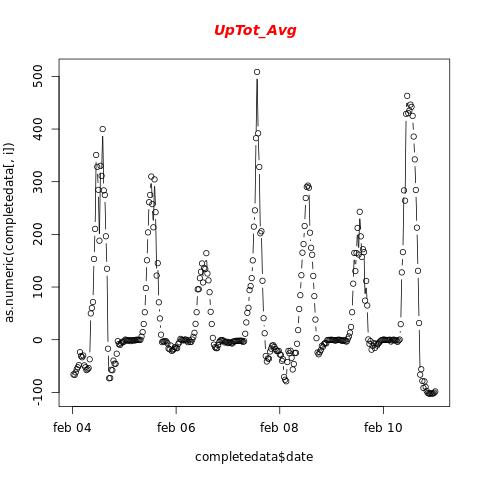 UpTot_Avg
as.numeric(completedata[, i])
500
400
300
200
100
0
-100
feb 04
feb 06
feb 08
feb 10
completedata$date